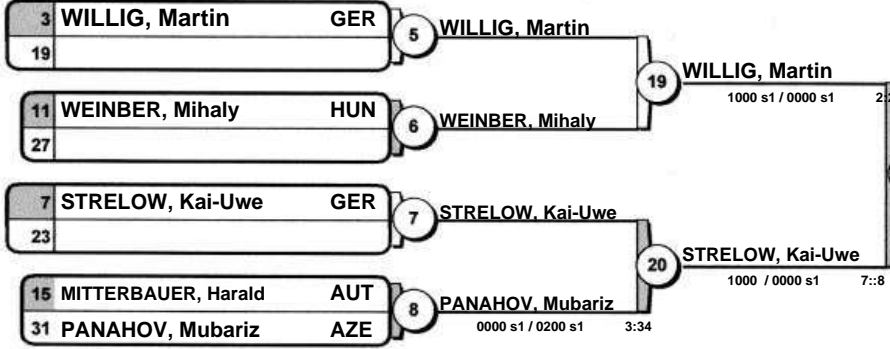 3 WILLIG, Martin GER
19
5 WILLIG, Martin
11 WEINBER, Mihaly HUN
27
6 WEINBER, Mihaly
19 WILLIG, Martin
1000 s1 / 0000 s1
7 STRELOW, Kai-Uwe GER
23
7 STRELOW, Kai-Uwe
15 MITTERBAUER, Harald AUT
31 PANAHOV, Mubariz AZE
8 PANAHOV, Mubariz
0000 s1 / 0200 s1 3:34
20 STRELOW, Kai-Uwe
1000 / 0000 s1 7::8